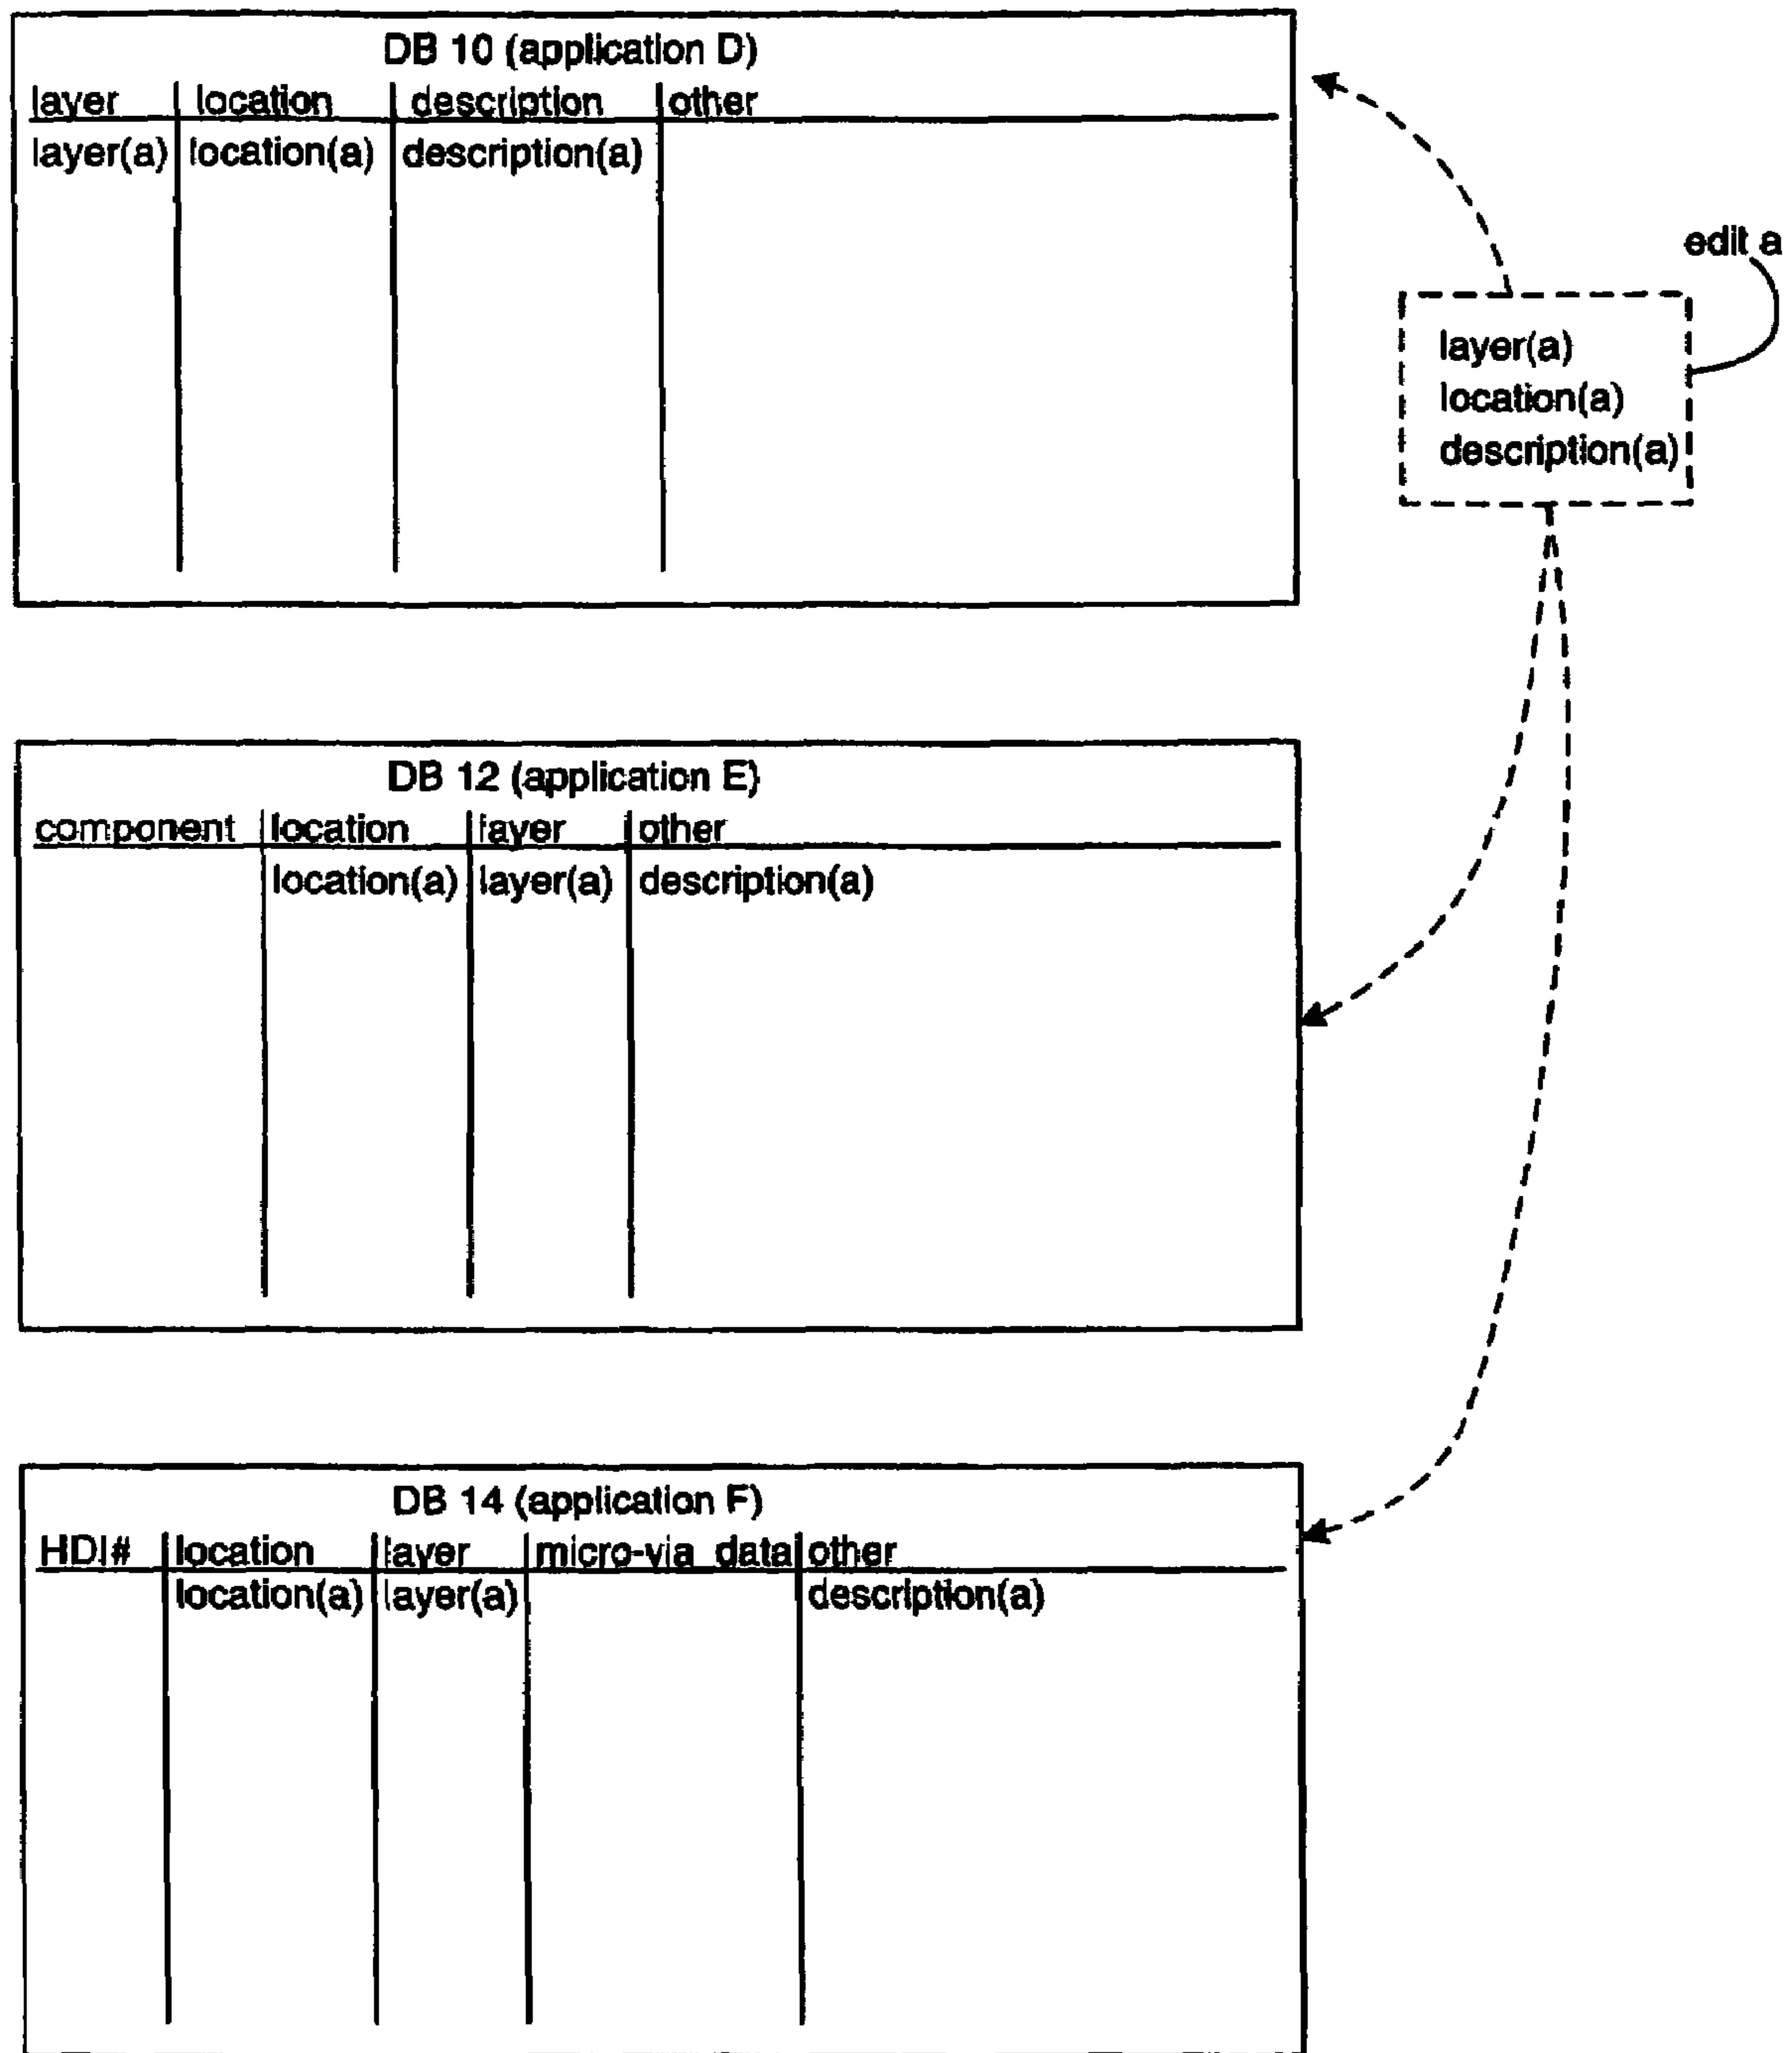 DB 10 (application D)
layer location description other
layer(a) location(a) description(a)
edit a
layer(a)
location(a)
description(a)
DB 12 (application E)
component location layer other
location(a) layer(a) description(a)
DB 14 (application F)
HDI# location layer micro-via data other
location(a) layer(a) description(a)